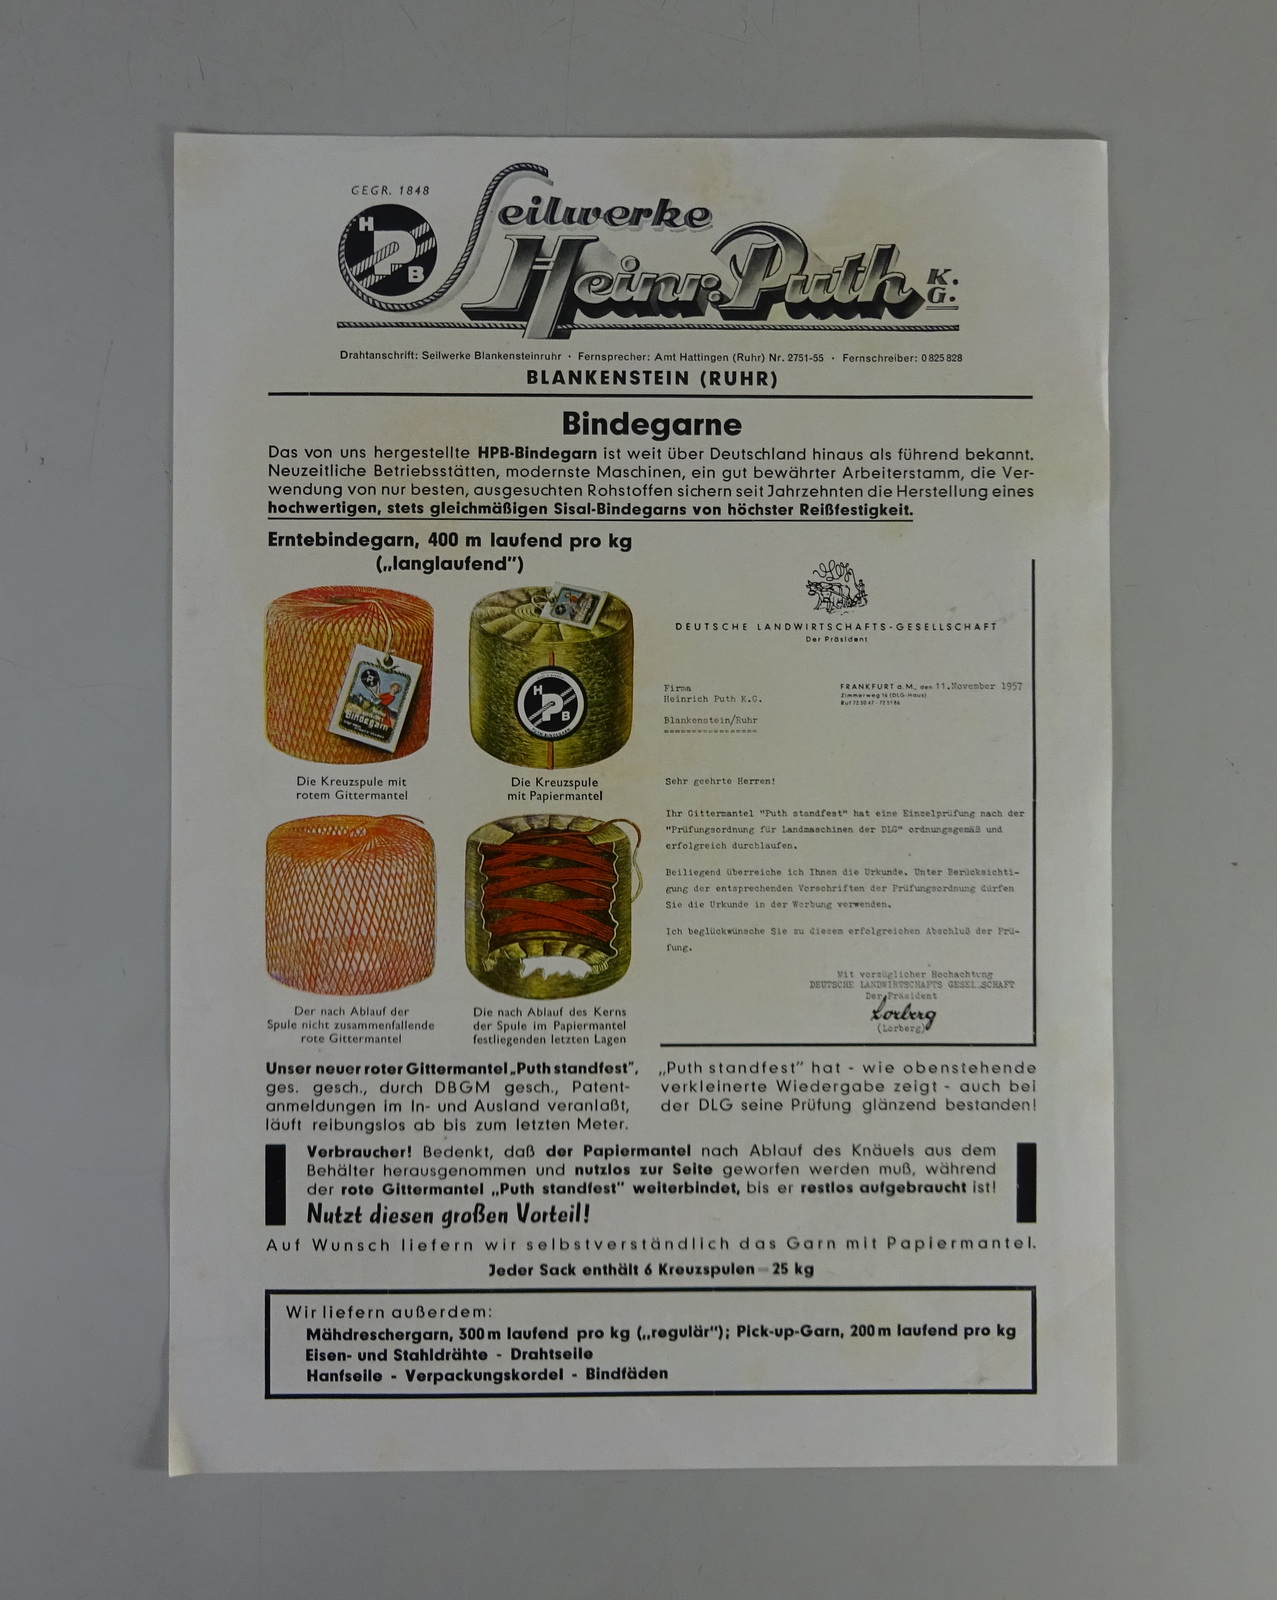 GEGR. 1848
H P B
Seilwerke
Heinr. Puth K.G.
Drahtanschrift: Seilwerke Blankensteinruhr · Fernsprecher: Amt Hattingen (Ruhr) Nr. 2751-55 · Fernschreiber: 0825828
BLANKENSTEIN (RUHR)
Bindegarne
Das von uns hergestellte HPB-Bindegarn ist weit über Deutschland hinaus als führend bekannt.
Neuzeitliche Betriebsstätten, modernste Maschinen, ein gut bewährter Arbeiterstamm, die Ver-
wendung von nur besten, ausgesuchten Rohstoffen sichern seit Jahrzehnten die Herstellung eines
hochwertigen, stets gleichmäßigen Sisal-Bindegarns von höchster Reißfestigkeit.
Erntebindegarn, 400 m laufend pro kg
(„langlaufend")
Bindegarn
H P B
Die Kreuzspule mit
rotem Gittermantel
Die Kreuzspule
mit Papiermantel
Der nach Ablauf der
Spule nicht zusammenfallende
rote Gittermantel
Die nach Ablauf des Kerns
der Spule im Papiermantel
festliegenden letzten Lagen
DEUTSCHE LANDWIRTSCHAFTS-GESELLSCHAFT
Der Präsident
Firma
Heinrich Puth K.G.
Blankenstein/Ruhr
FRANKFURT a. M., den 11.November 1957
Zimmerweg 16 (DLG-Haus)
Sehr geehrte Herren!
Ihr Gittermantel "Puth standfest" hat eine Einzelprüfung nach der
"Prüfungsordnung für Landmaschinen der DLG" ordnungsgemäß und
erfolgreich durchlaufen.
Beiliegend überreiche ich Ihnen die Urkunde. Unter Berücksichti-
gung der entsprechenden Vorschriften der Prüfungsordnung dürfen
Sie die Urkunde in der Werbung verwenden.
Ich beglückwünsche Sie zu diesem erfolgreichen Abschluß der Prü-
fung.
Mit vorzüglicher Hochachtung
DEUTSCHE LANDWIRTSCHAFTS GESELLSCHAFT
Der Präsident
Lorberg
(Lorberg)
Unser neuer roter Gittermantel „Puth standfest",
ges. gesch., durch DBGM gesch., Patent-
anmeldungen im In- und Ausland veranlaßt,
läuft reibungslos ab bis zum letzten Meter.
„Puth standfest" hat - wie obenstehende
verkleinerte Wiedergabe zeigt - auch bei
der DLG seine Prüfung glänzend bestanden!
Verbraucher! Bedenkt, daß der Papiermantel nach Ablauf des Knäuels aus dem
Behälter herausgenommen und nutzlos zur Seite geworfen werden muß, während
der rote Gittermantel „Puth standfest" weiterbindet, bis er restlos aufgebraucht ist!
Nutzt diesen großen Vorteil!
Auf Wunsch liefern wir selbstverständlich das Garn mit Papiermantel.
Jeder Sack enthält 6 Kreuzspulen = 25 kg
Wir liefern außerdem:
Mähdreschergarn, 300 m laufend pro kg („regulär"); Pick-up-Garn, 200 m laufend pro kg
Eisen- und Stahldrähte - Drahtseile
Hanfseile - Verpackungskordel - Bindfäden